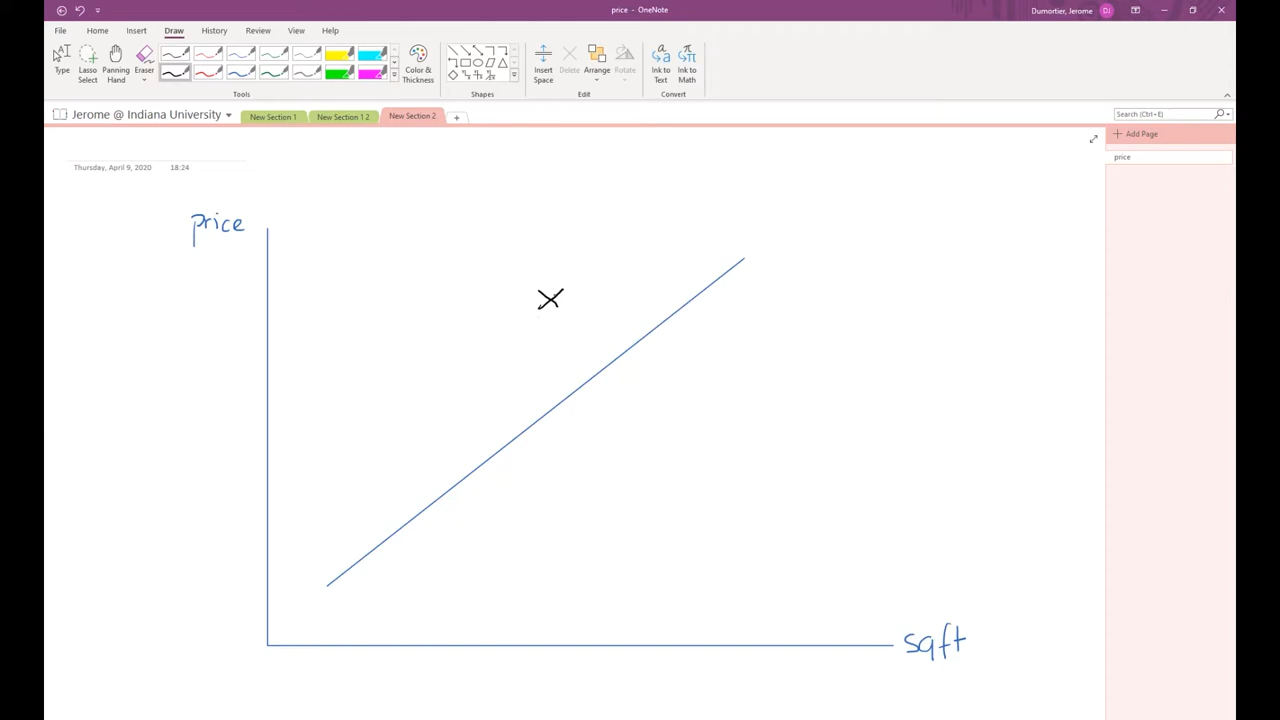 price - OneNote
Dumortier, Jerome
DJ
File Home Insert Draw History Review View Help
Type
Lasso Select
Panning Hand
Eraser
Color & Thickness
Insert Space
Delete
Arrange
Rotate
Ink to Text
Ink to Math
Tools
Shapes
Edit
Convert
Jerome @ Indiana University
New Section 1
New Section 1 2
New Section 2
Search (Ctrl+E)
Add Page
price
Thursday, April 9, 2020 18:24
price
sqft